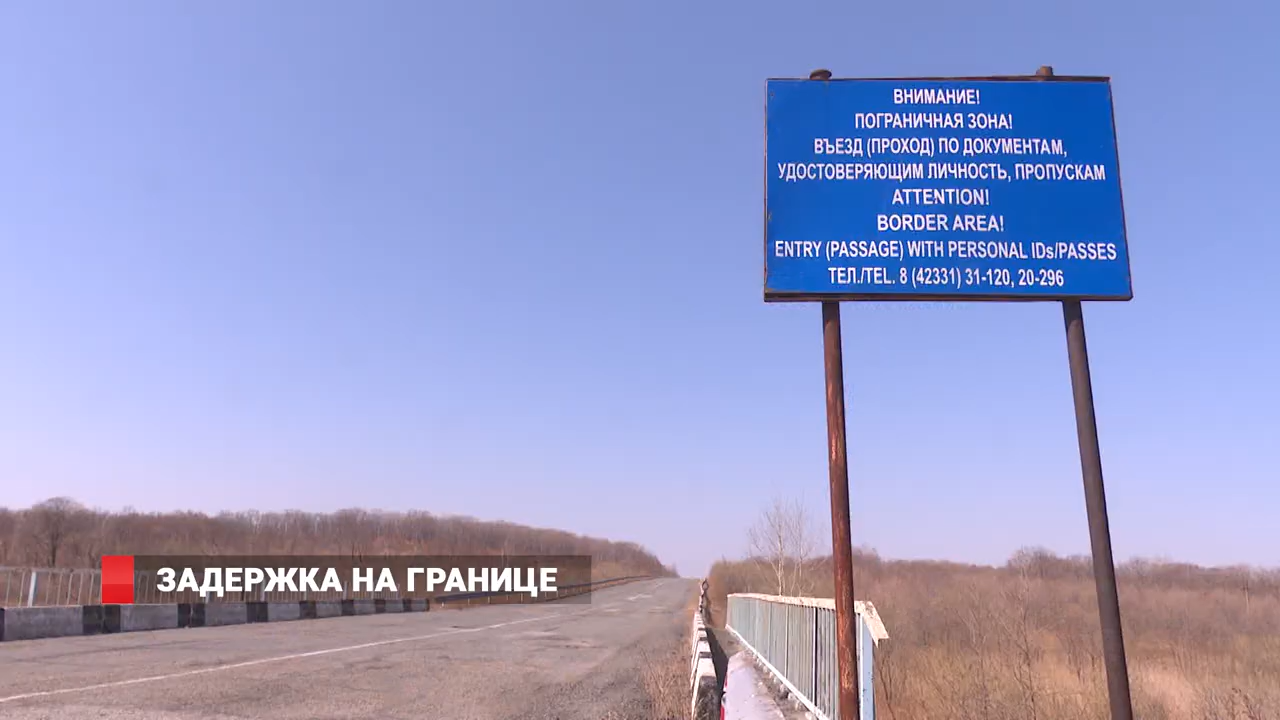 ВНИМАНИЕ!
ПОГРАНИЧНАЯ ЗОНА!
ВЪЕЗД (ПРОХОД) ПО ДОКУМЕНТАМ,
УДОСТОВЕРЯЮЩИМ ЛИЧНОСТЬ, ПРОПУСКАМ
ATTENTION!
BORDER AREA!
ENTRY (PASSAGE) WITH PERSONAL IDs/PASSES
ТЕЛ./TEL. 8 (42331) 31-120, 20-296
ЗАДЕРЖКА НА ГРАНИЦЕ